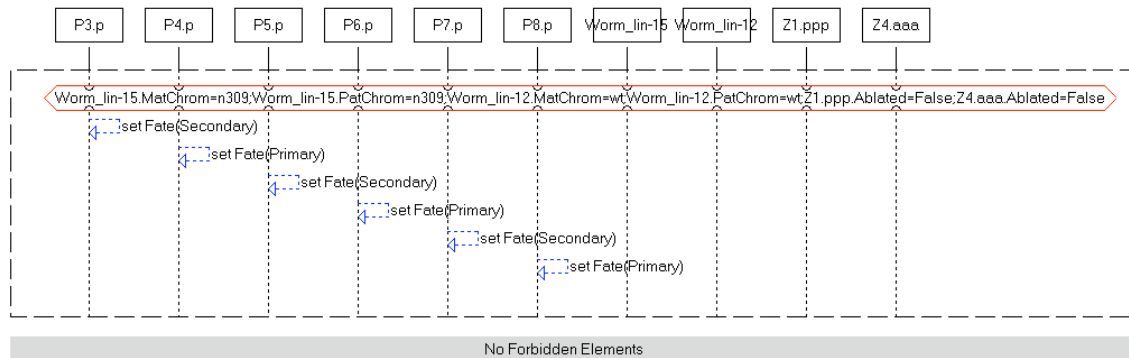 P3.p P4.p P5.p P6.p P7.p P8.p Worm_lin-15 Worm_lin-12 Z1.ppp Z4.aaa
Worm_lin-15.MatChrom=n309;Worm_lin-15.PatChrom=n309;Worm_lin-12.MatChrom=wt;Worm_lin-12.PatChrom=wt;Z1.ppp.Ablated=False;Z4.aaa.Ablated=False
set Fate(Secondary)
set Fate(Primary)
set Fate(Secondary)
set Fate(Primary)
set Fate(Secondary)
set Fate(Primary)
No Forbidden Elements